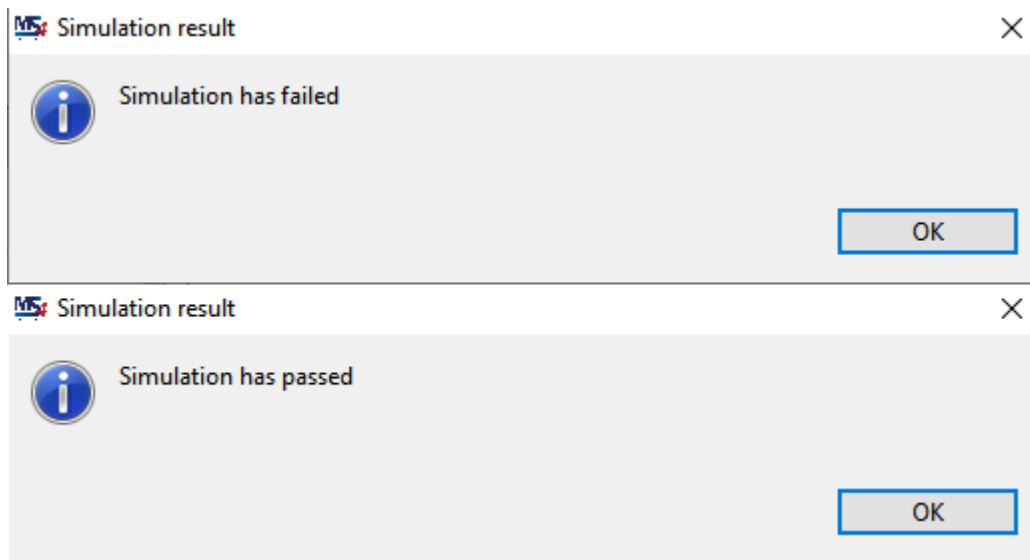 Simulation result
Simulation has failed
OK
Simulation result
Simulation has passed
OK